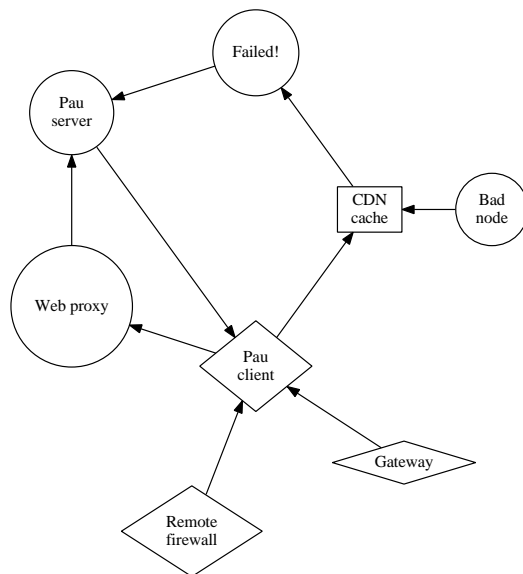 Failed!
Pau
server
CDN
cache
Bad
node
Web proxy
Pau
client
Gateway
Remote
firewall